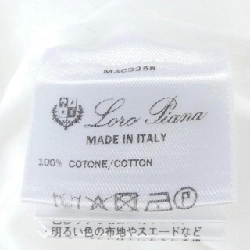 Loro Piana
MADE IN ITALY
100% COTONE/COTTON
明るい色の布地やスエードなど